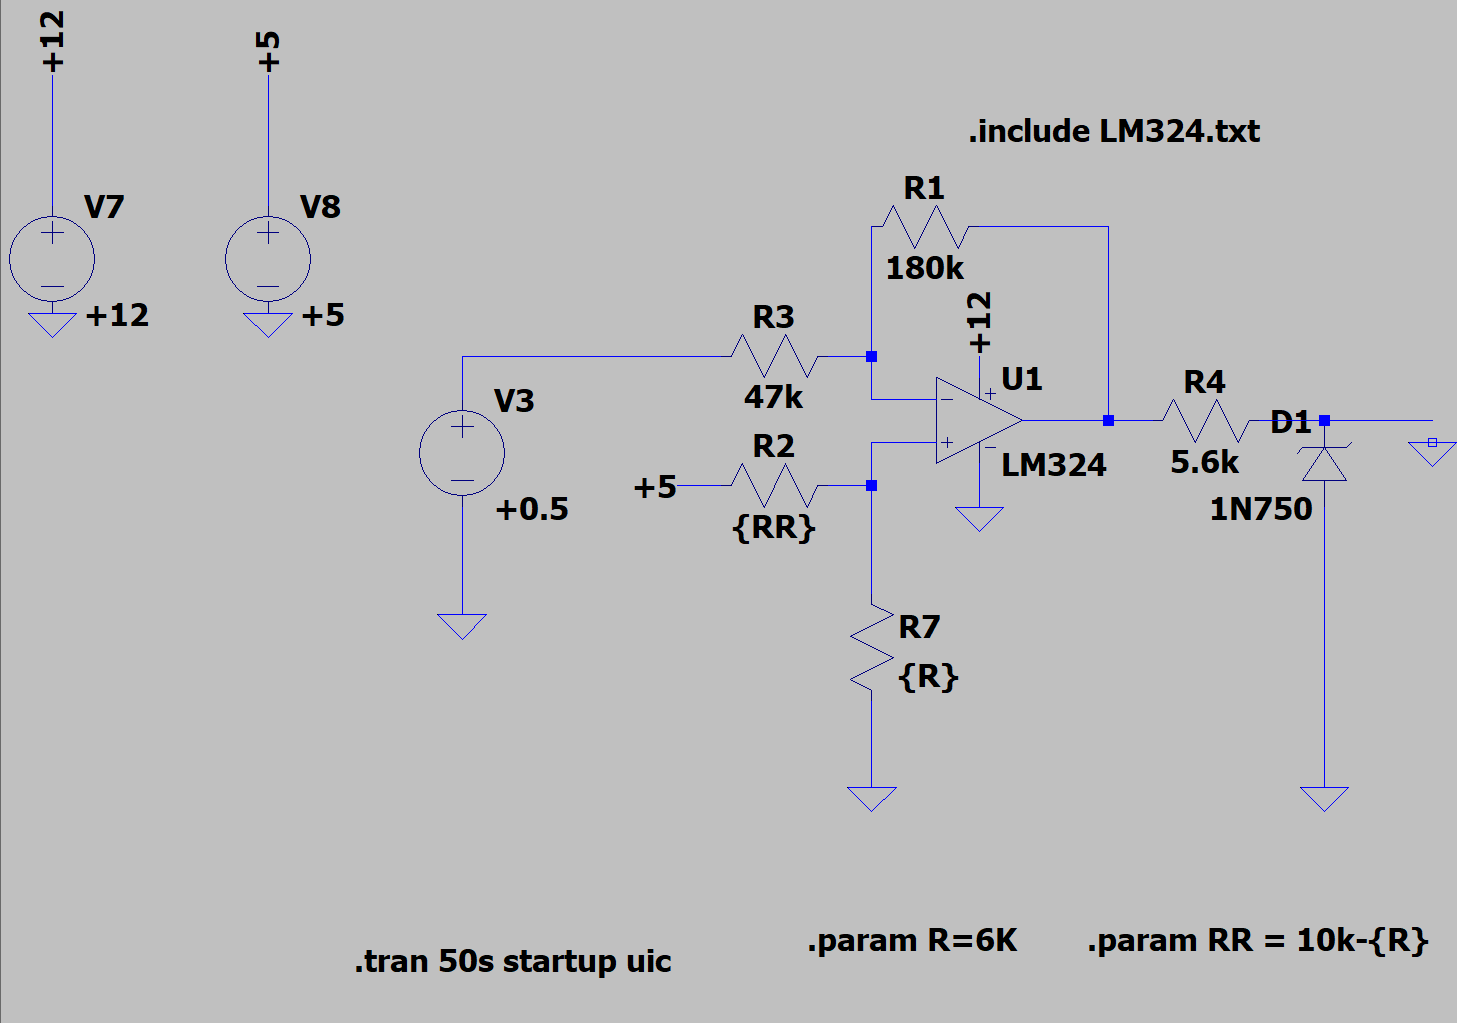 +12
+5
V7
V8
+12
+5
.include LM324.txt
R1
180k
+12
R3
47k
U1
LM324
V3
+0.5
R2
+5
{RR}
R4
5.6k
D1
1N750
R7
{R}
.tran 50s startup uic
.param R=6K
.param RR = 10k-{R}